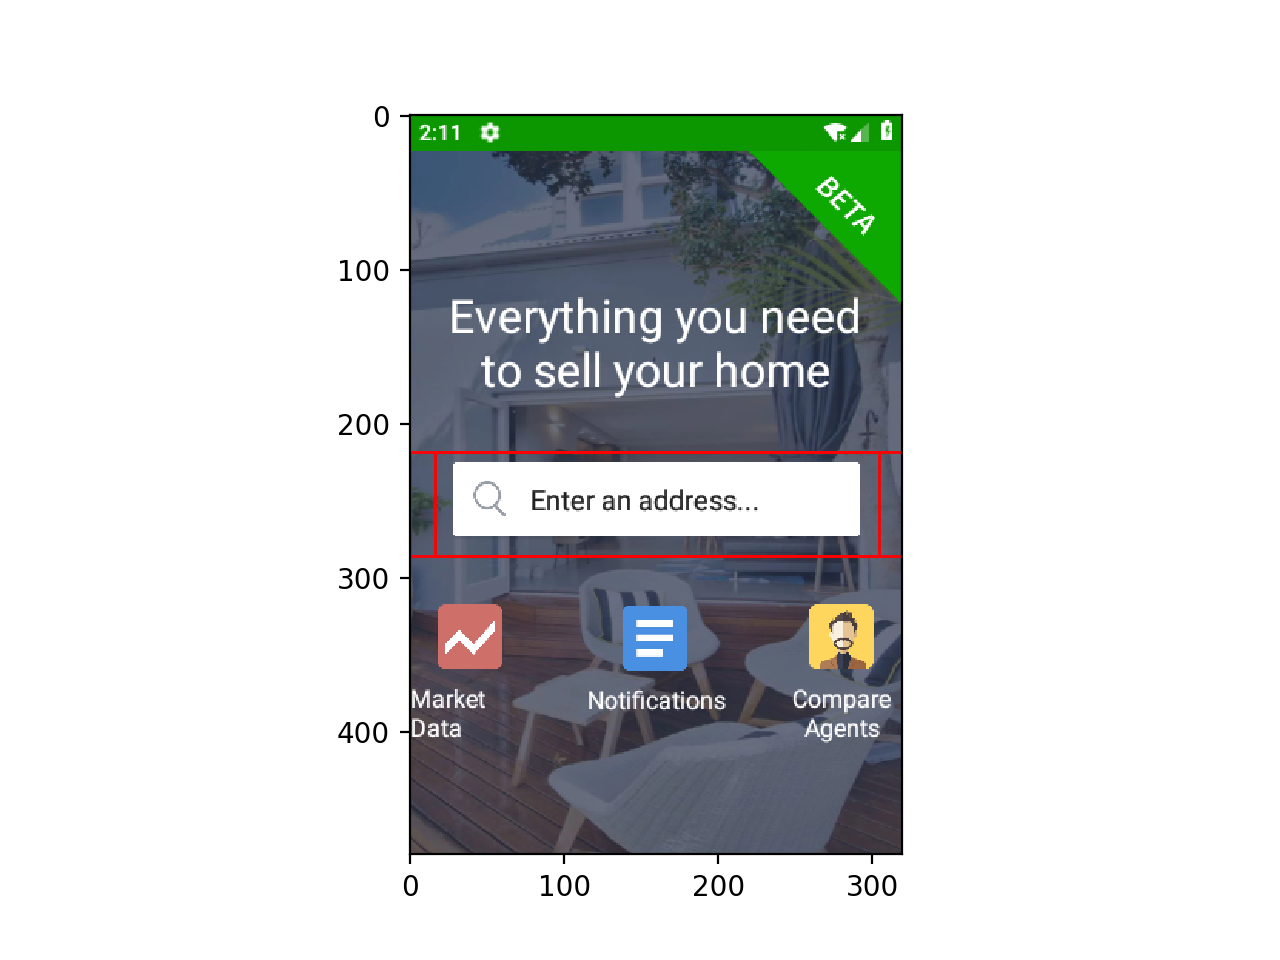 0
2:11
BETA
100
Everything you need
to sell your home
200
Enter an address...
300
Market
Data
Notifications
Compare
Agents
400
0
100
200
300